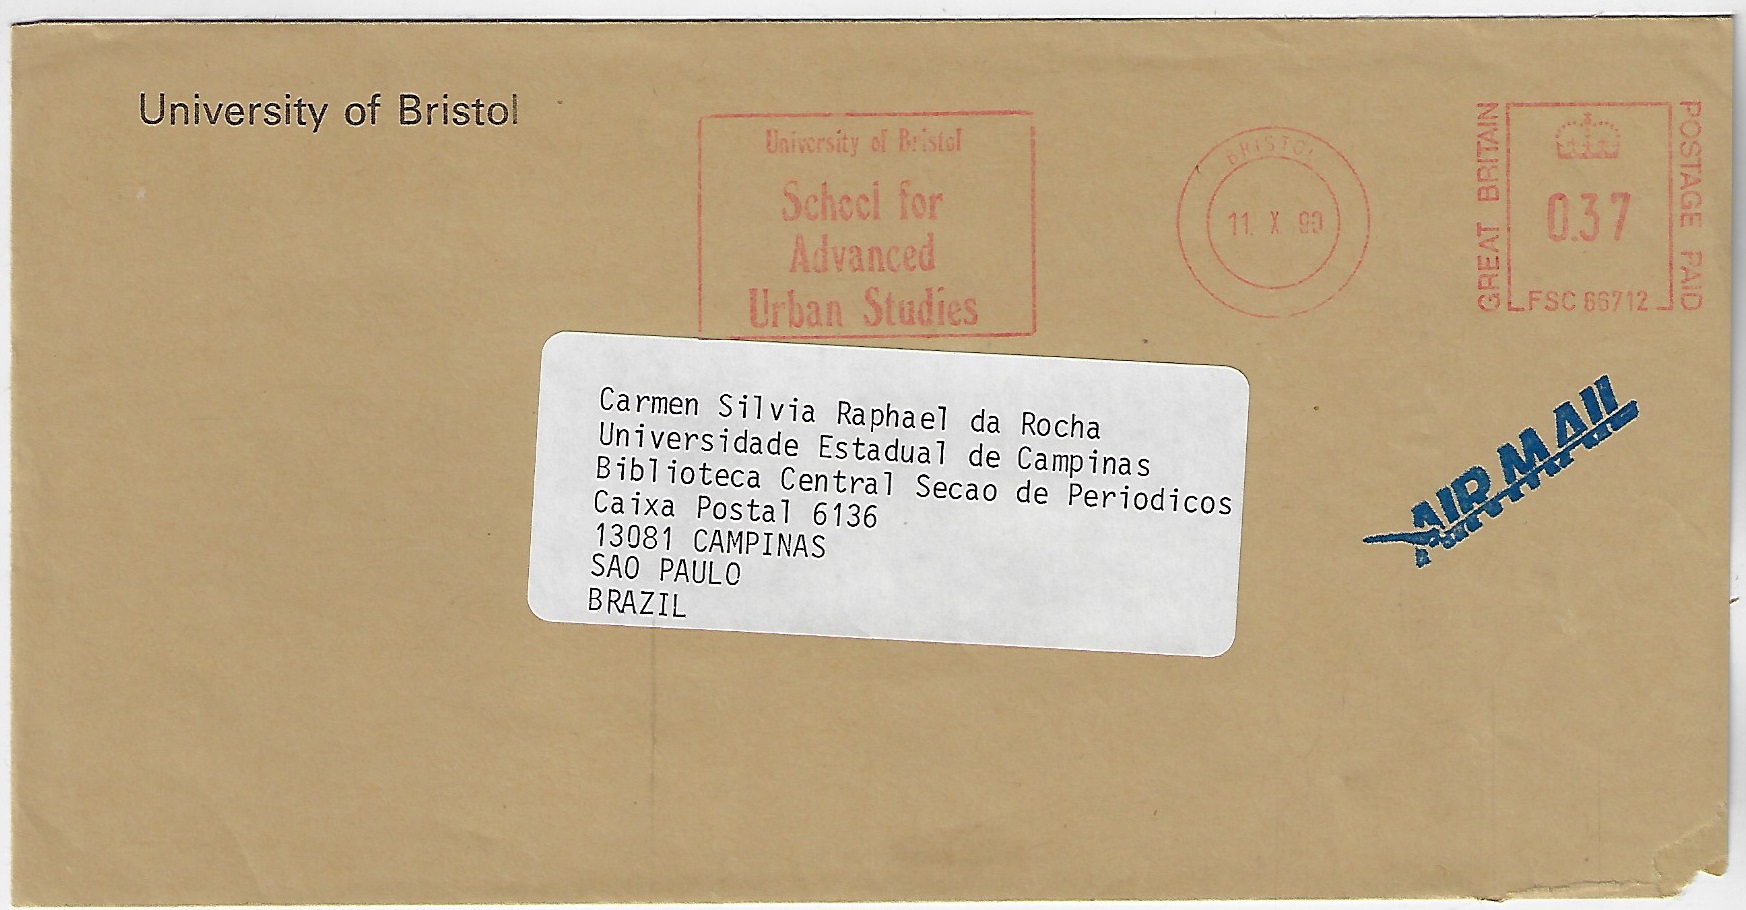 University of Bristol
University of Bristol
School for
Advanced
Urban Studies
BRISTOL
11. X 90
GREAT BRITAIN
0.37
FSC 66712
POSTAGE PAID
AIR MAIL
Carmen Silvia Raphael da Rocha
Universidade Estadual de Campinas
Biblioteca Central Secao de Periodicos
Caixa Postal 6136
13081 CAMPINAS
SAO PAULO
BRAZIL